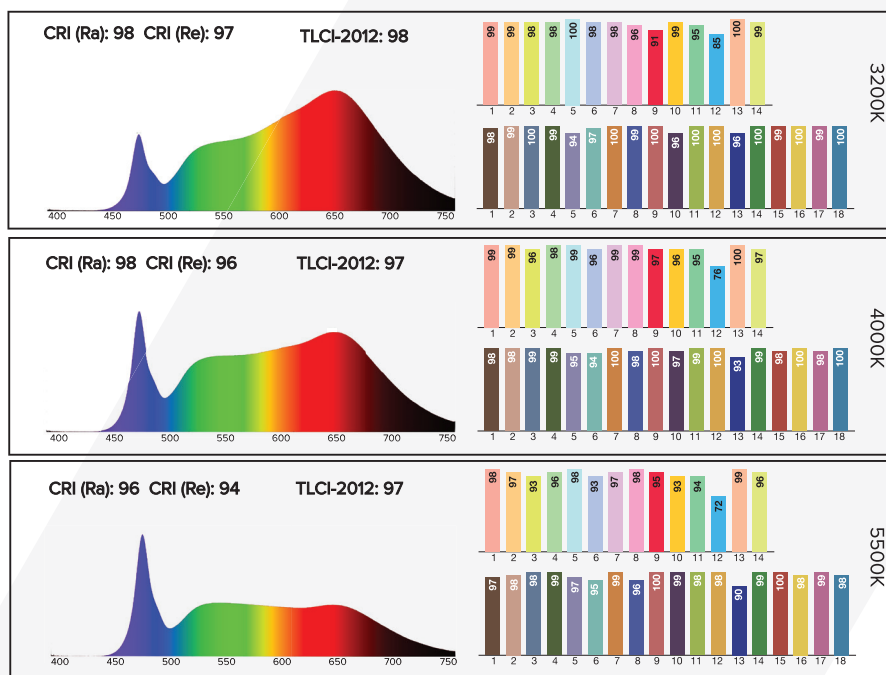 CRI (Ra): 98 CRI (Re): 97 TLCI-2012: 98
99 99 98 98 100 98 98 96 91 99 95 85 100 99
1 2 3 4 5 6 7 8 9 10 11 12 13 14
98 99 100 99 94 97 100 99 100 96 100 100 96 100 99 100 99 100
400 450 500 550 600 650 700 750
1 2 3 4 5 6 7 8 9 10 11 12 13 14 15 16 17 18
3200K
CRI (Ra): 98 CRI (Re): 96 TLCI-2012: 97
99 99 96 98 99 96 99 99 97 96 95 76 100 97
1 2 3 4 5 6 7 8 9 10 11 12 13 14
98 98 99 99 95 94 100 98 100 97 99 100 93 99 98 100 98 100
400 450 500 550 600 650 700 750
1 2 3 4 5 6 7 8 9 10 11 12 13 14 15 16 17 18
4000K
CRI (Ra): 96 CRI (Re): 94 TLCI-2012: 97
98 97 93 96 98 93 97 98 95 93 94 72 99 96
1 2 3 4 5 6 7 8 9 10 11 12 13 14
97 98 98 99 97 95 99 96 100 99 98 98 90 99 100 98 99 98
400 450 500 550 600 650 700 750
1 2 3 4 5 6 7 8 9 10 11 12 13 14 15 16 17 18
5500K